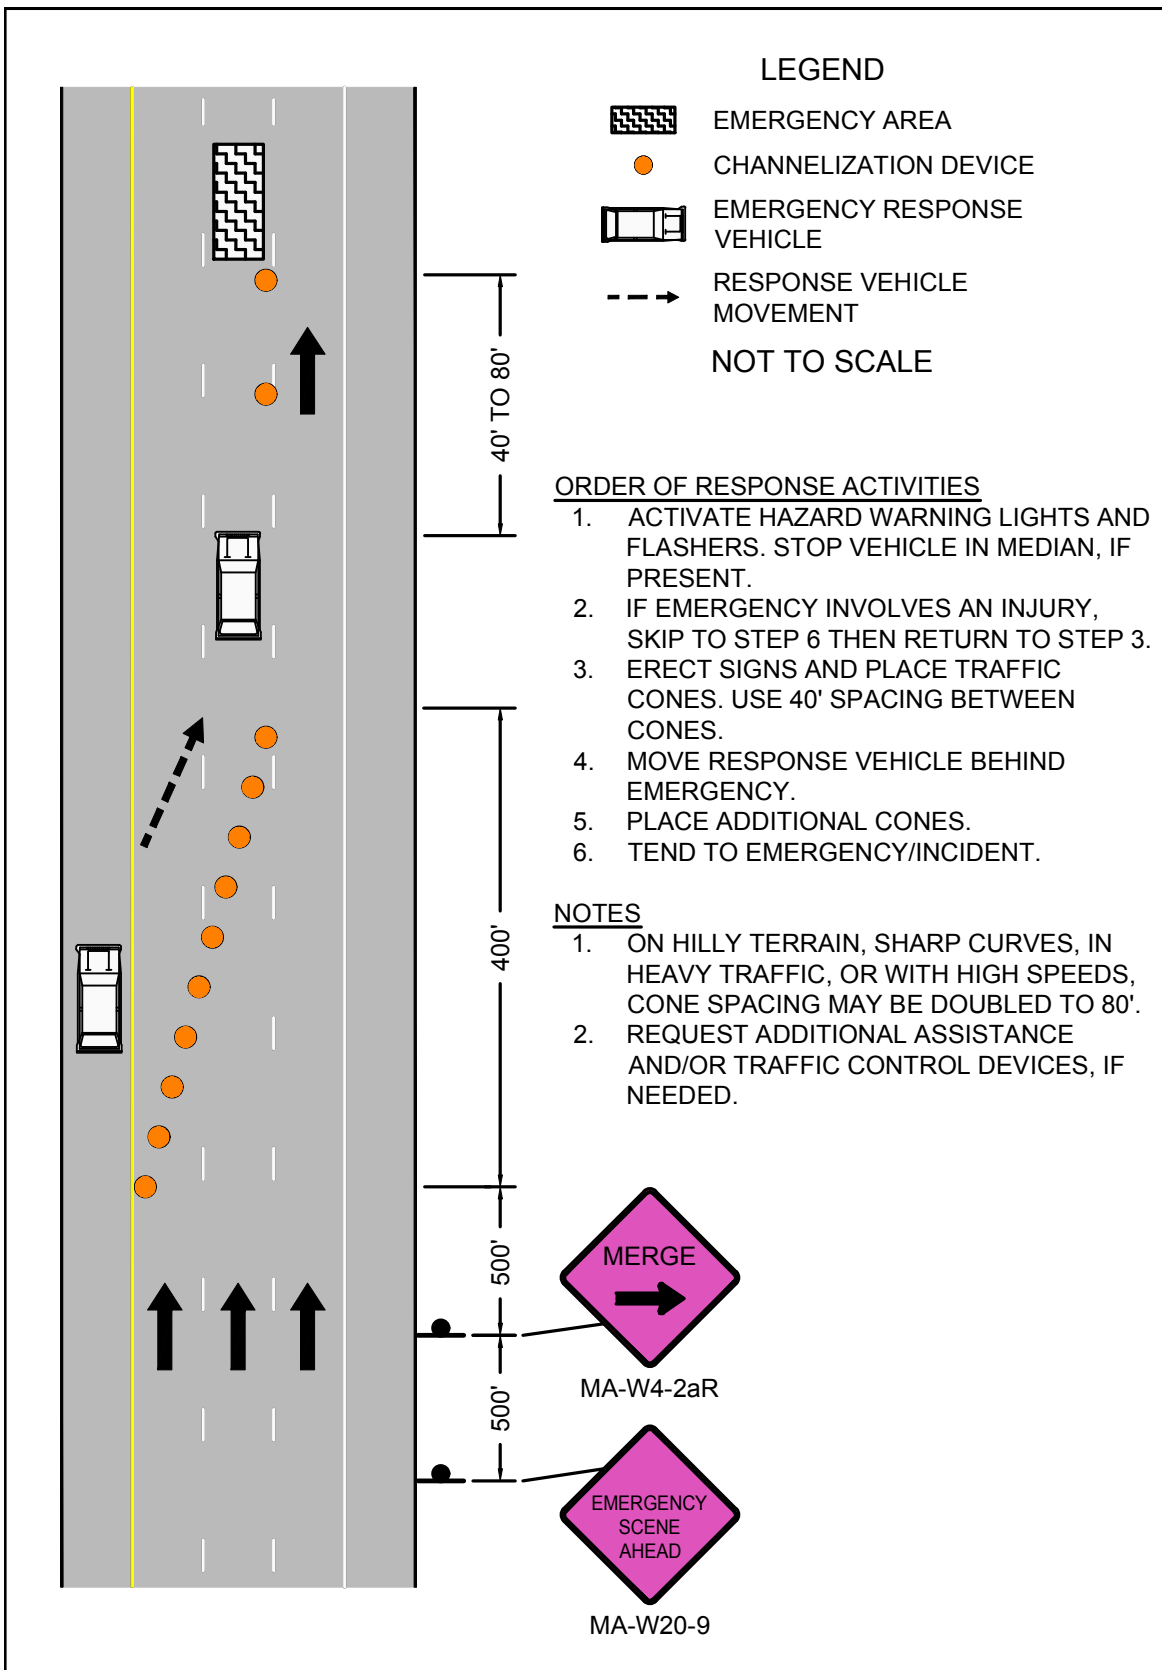 LEGEND
EMERGENCY AREA
CHANNELIZATION DEVICE
EMERGENCY RESPONSE
VEHICLE
RESPONSE VEHICLE
MOVEMENT
NOT TO SCALE
40' TO 80'
ORDER OF RESPONSE ACTIVITIES
1. ACTIVATE HAZARD WARNING LIGHTS AND
FLASHERS. STOP VEHICLE IN MEDIAN, IF
PRESENT.
2. IF EMERGENCY INVOLVES AN INJURY,
SKIP TO STEP 6 THEN RETURN TO STEP 3.
3. ERECT SIGNS AND PLACE TRAFFIC
CONES. USE 40' SPACING BETWEEN
CONES.
4. MOVE RESPONSE VEHICLE BEHIND
EMERGENCY.
5. PLACE ADDITIONAL CONES.
6. TEND TO EMERGENCY/INCIDENT.
NOTES
1. ON HILLY TERRAIN, SHARP CURVES, IN
HEAVY TRAFFIC, OR WITH HIGH SPEEDS,
CONE SPACING MAY BE DOUBLED TO 80'.
2. REQUEST ADDITIONAL ASSISTANCE
AND/OR TRAFFIC CONTROL DEVICES, IF
NEEDED.
400'
500'
MERGE
MA-W4-2aR
500'
EMERGENCY
SCENE
AHEAD
MA-W20-9